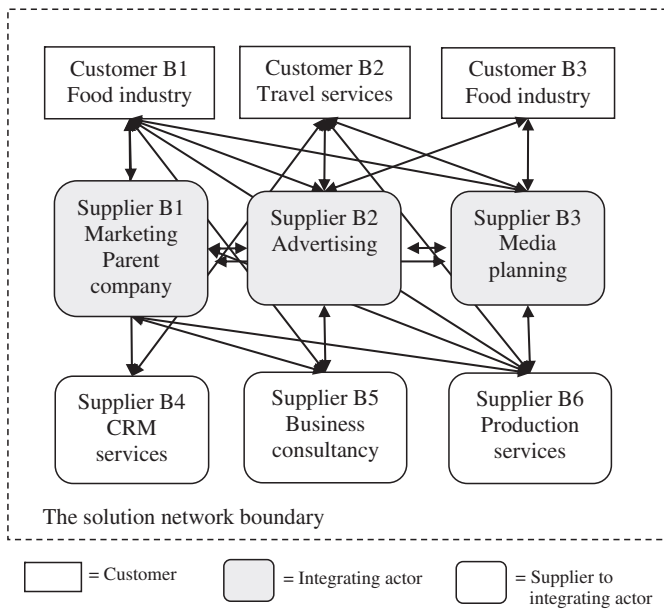 Customer B1
Food industry
Customer B2
Travel services
Customer B3
Food industry
Supplier B1
Marketing
Parent
company
Supplier B2
Advertising
Supplier B3
Media
planning
Supplier B4
CRM
services
Supplier B5
Business
consultancy
Supplier B6
Production
services
The solution network boundary
= Customer
= Integrating actor
= Supplier to
integrating actor